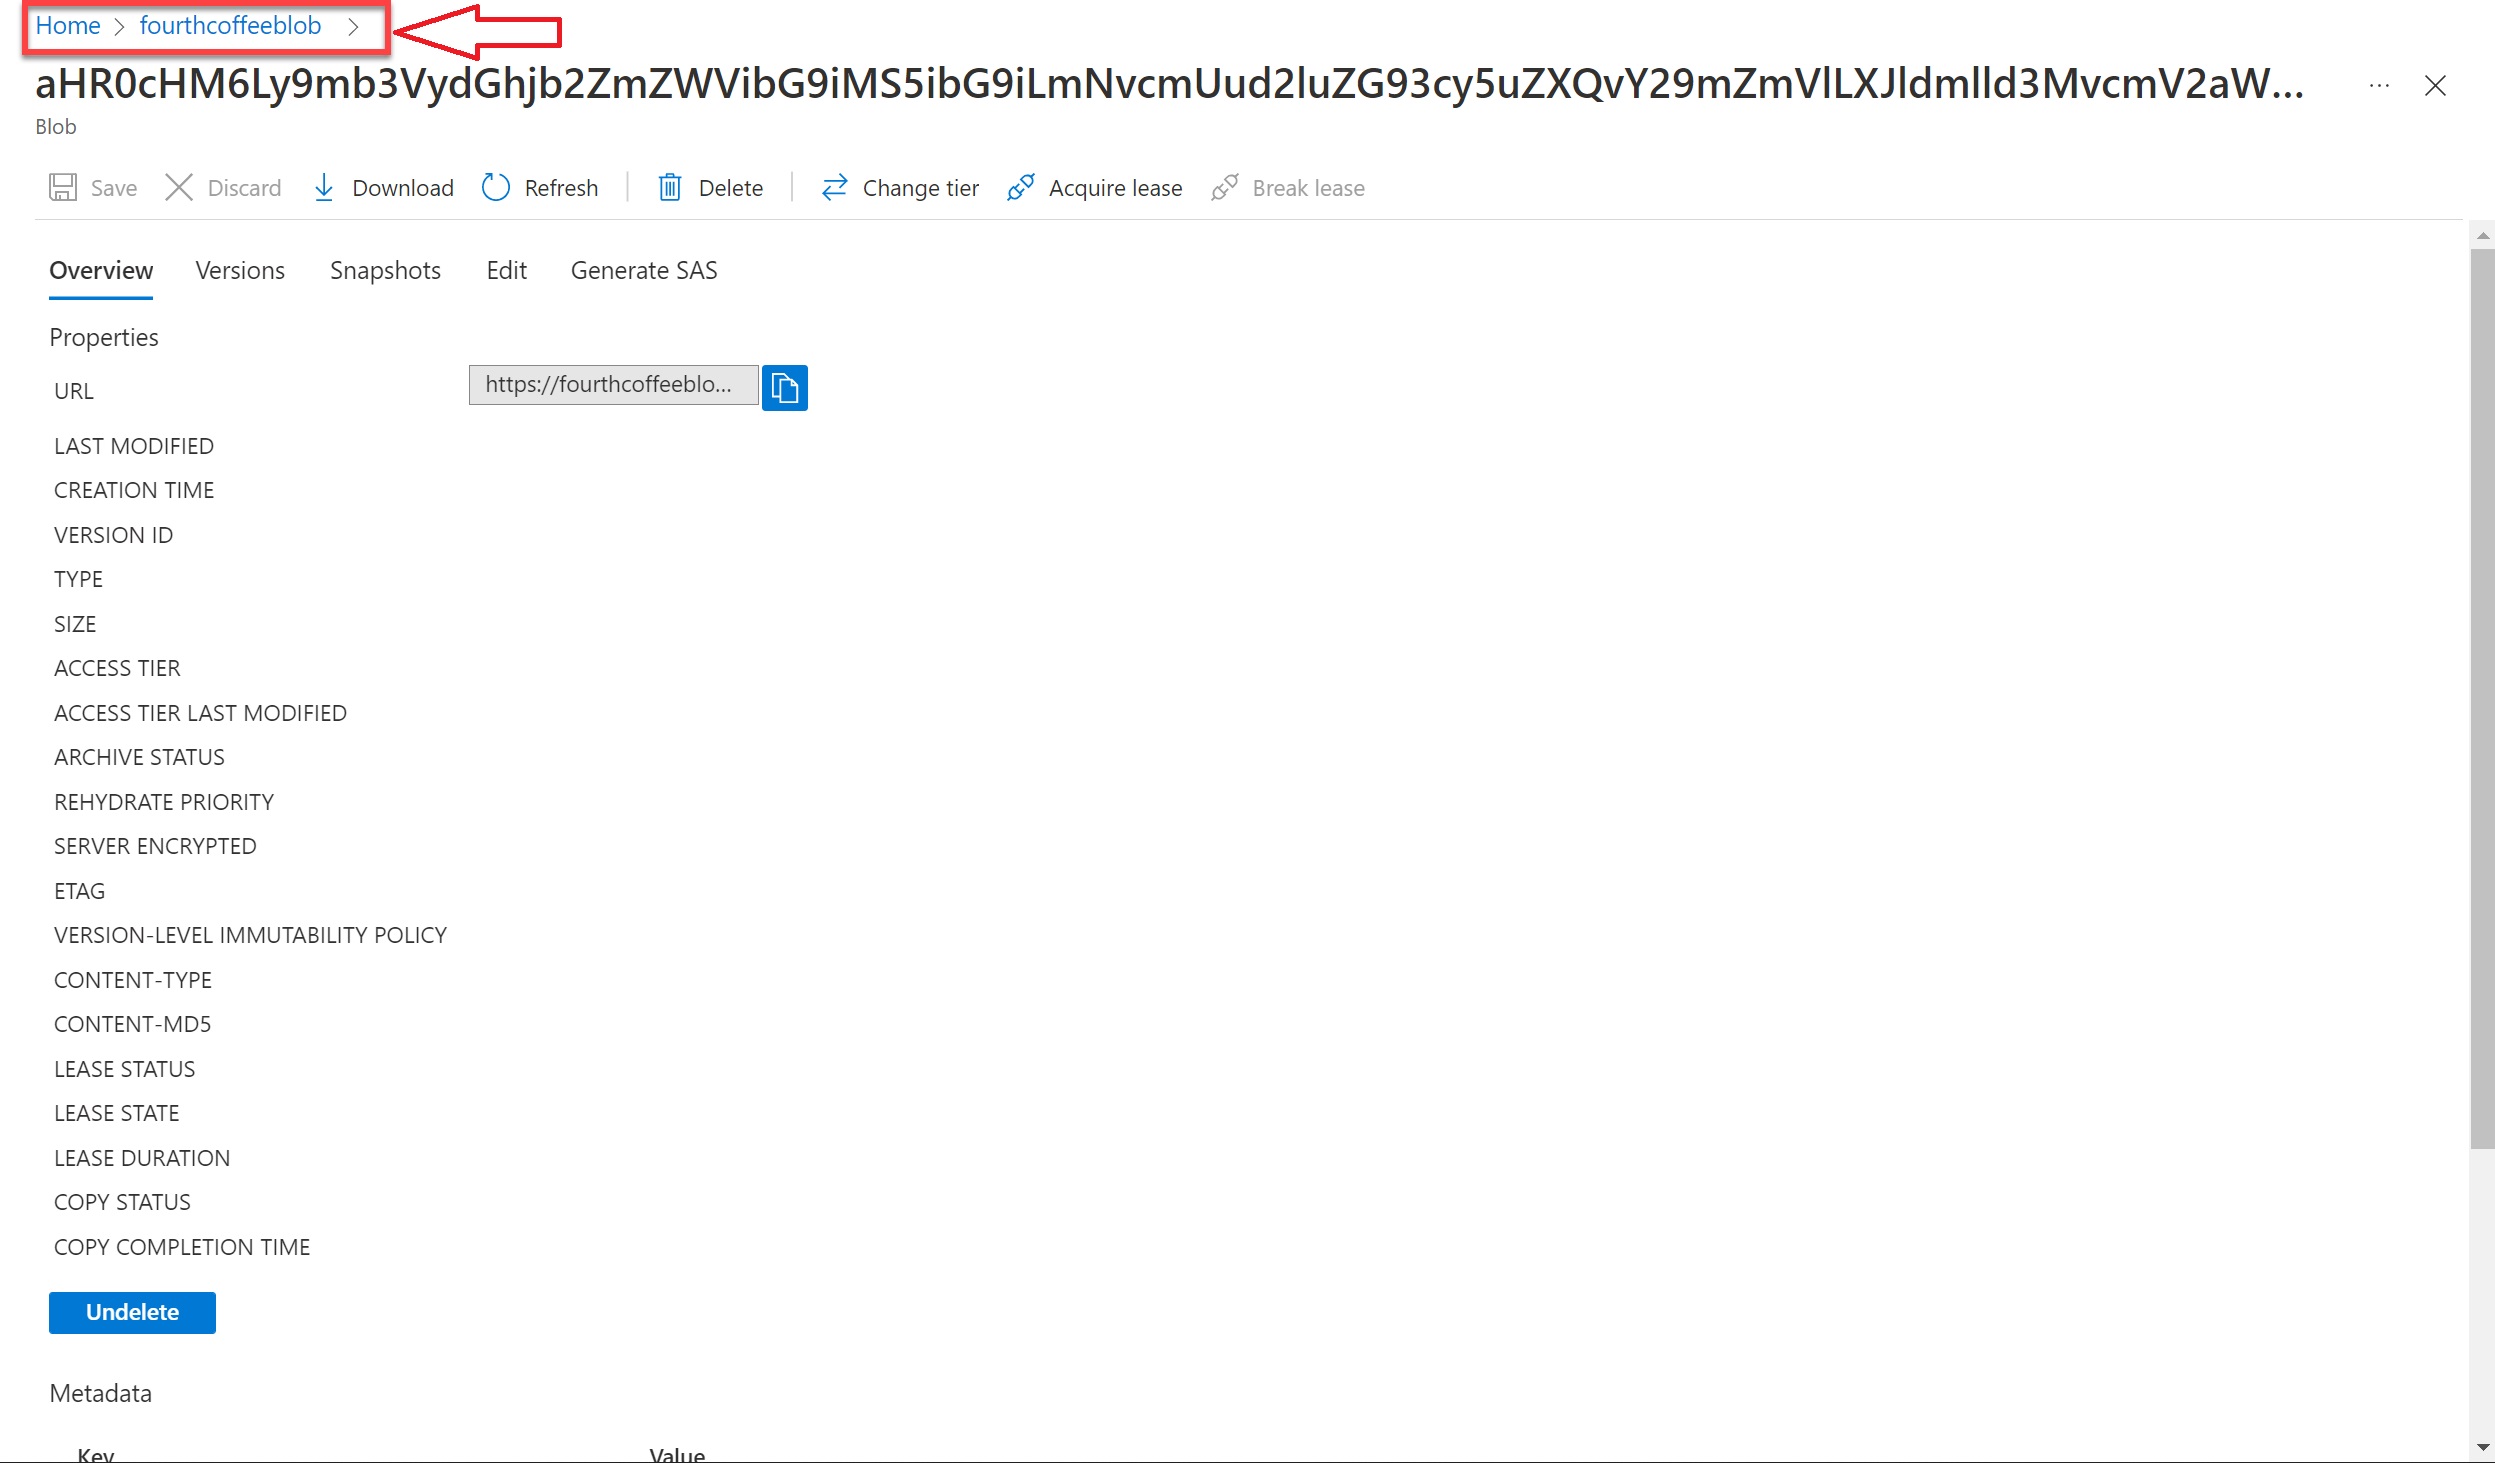 Home > fourthcoffeeblob >
aHR0cHM6Ly9mb3VydGhjb2ZmZWVibG9iMS5ibG9iLmNvcmUud2luZG93cy5uZXQvY29mZmVlLXJldmlld3MvcmV2aW...
Blob
Save Discard Download Refresh Delete Change tier Acquire lease Break lease
Overview Versions Snapshots Edit Generate SAS
Properties
URL https://fourthcoffeeblo...
LAST MODIFIED
CREATION TIME
VERSION ID
TYPE
SIZE
ACCESS TIER
ACCESS TIER LAST MODIFIED
ARCHIVE STATUS
REHYDRATE PRIORITY
SERVER ENCRYPTED
ETAG
VERSION-LEVEL IMMUTABILITY POLICY
CONTENT-TYPE
CONTENT-MD5
LEASE STATUS
LEASE STATE
LEASE DURATION
COPY STATUS
COPY COMPLETION TIME
Undelete
Metadata
Key Value